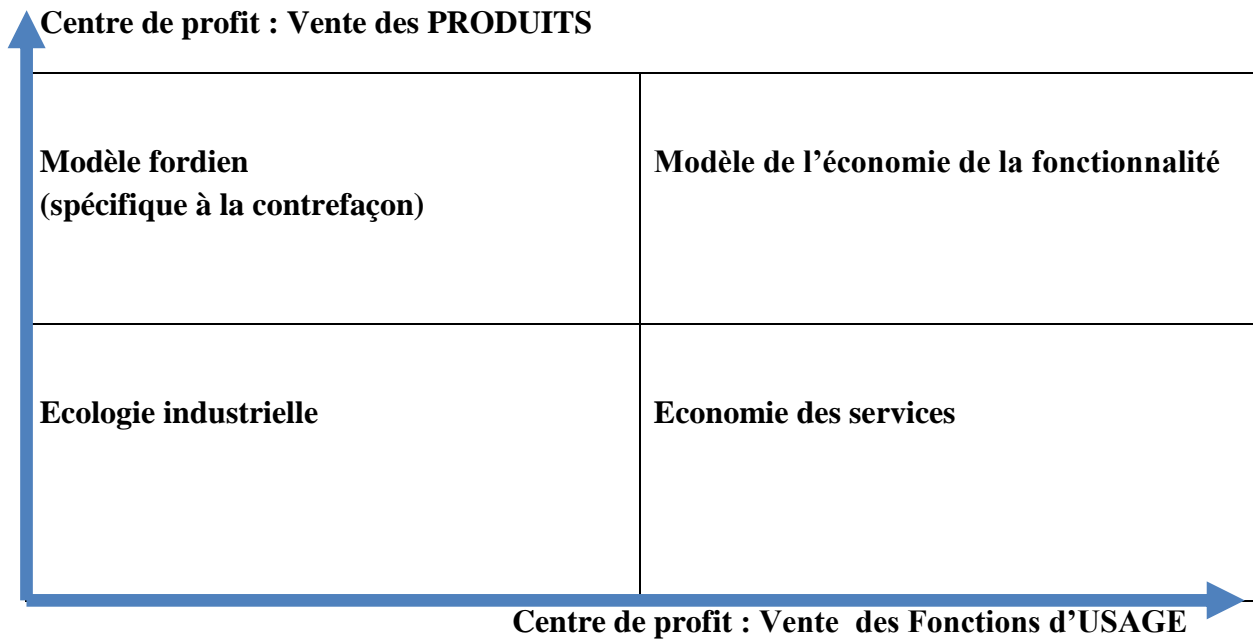 Centre de profit : Vente des PRODUITS
Modèle fordien
(spécifique à la contrefaçon)
Modèle de l’économie de la fonctionnalité
Ecologie industrielle
Economie des services
Centre de profit : Vente des Fonctions d’USAGE